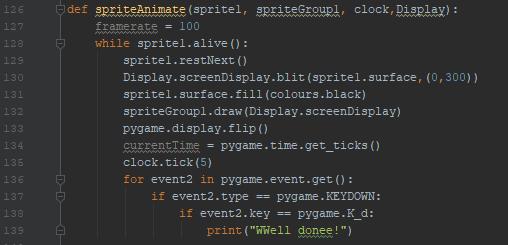 126 def spriteAnimate(sprite1, spriteGroup1, clock,Display):
127 framerate = 100
128 while sprite1.alive():
129 sprite1.restNext()
130 Display.screenDisplay.blit(sprite1.surface,(0,300))
131 sprite1.surface.fill(colours.black)
132 spriteGroup1.draw(Display.screenDisplay)
133 pygame.display.flip()
134 currentTime = pygame.time.get_ticks()
135 clock.tick(5)
136 for event2 in pygame.event.get():
137 if event2.type == pygame.KEYDOWN:
138 if event2.key == pygame.K_d:
139 print("WWell donee!")